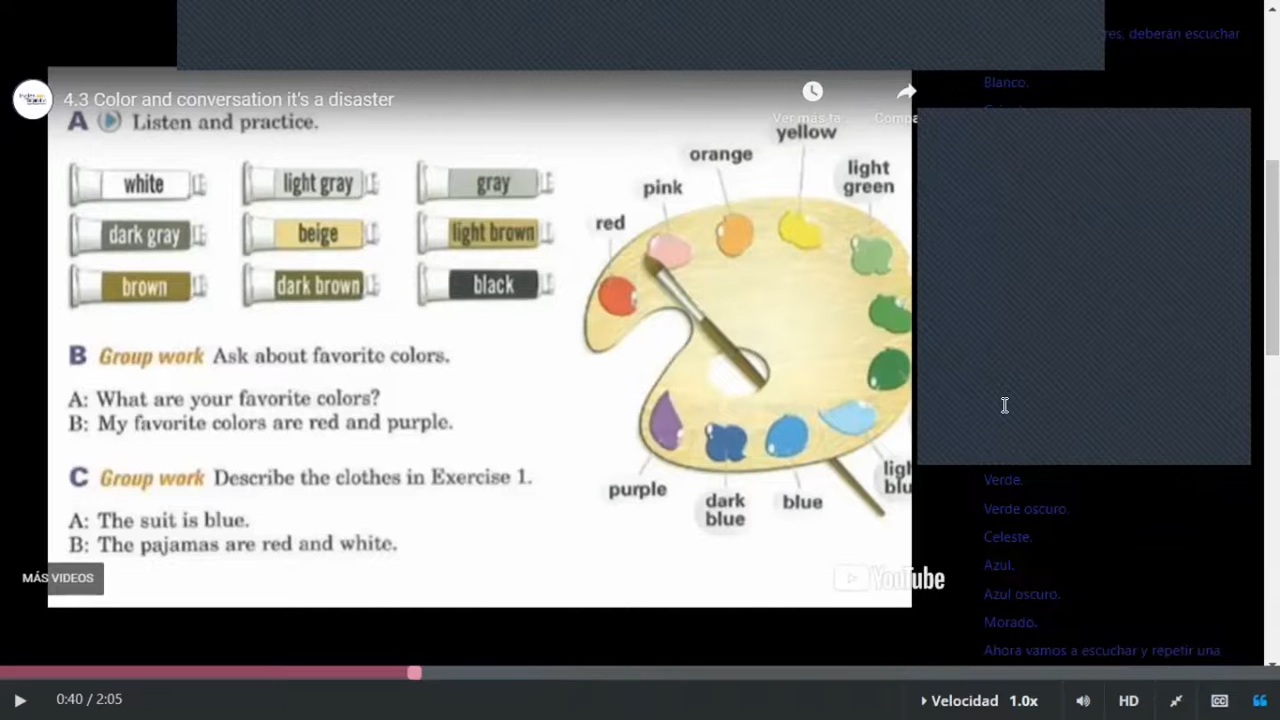 res, deberán escuchar
Blanco.
4.3 Color and conversation it's a disaster
A Listen and practice.
Ver más ta
white
light gray
gray
dark gray
beige
light brown
brown
dark brown
black
red
pink
orange
yellow
light
green
purple
dark
blue
blue
B Group work Ask about favorite colors.
A: What are your favorite colors?
B: My favorite colors are red and purple.
C Group work Describe the clothes in Exercise 1.
A: The suit is blue.
B: The pajamas are red and white.
MÁS VIDEOS
YouTube
Verde.
Verde oscuro.
Celeste.
Azul.
Azul oscuro.
Morado.
Ahora vamos a escuchar y repetir una
0:40 / 2:05
Velocidad 1.0x
HD
CC